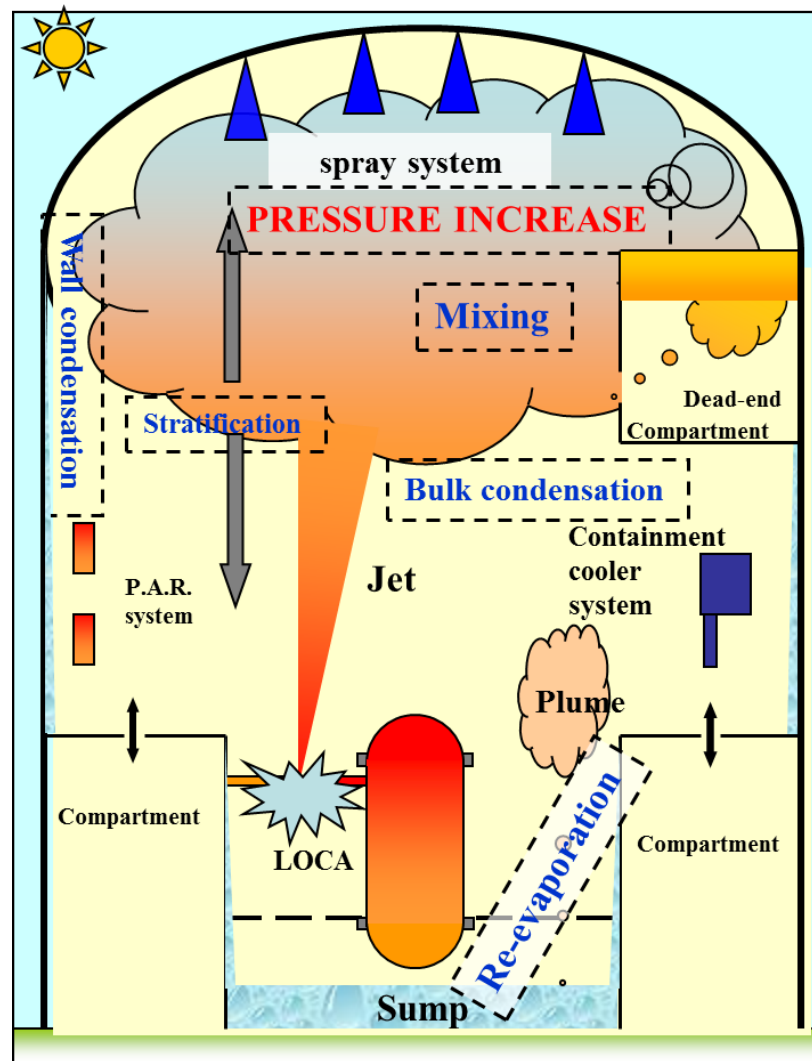 spray system
PRESSURE INCREASE
Wall condensation
Mixing
Stratification
Dead-end
Compartment
Bulk condensation
Containment
cooler
system
Jet
P.A.R.
system
Plume
Re-evaporation
Compartment
LOCA
Compartment
Sump